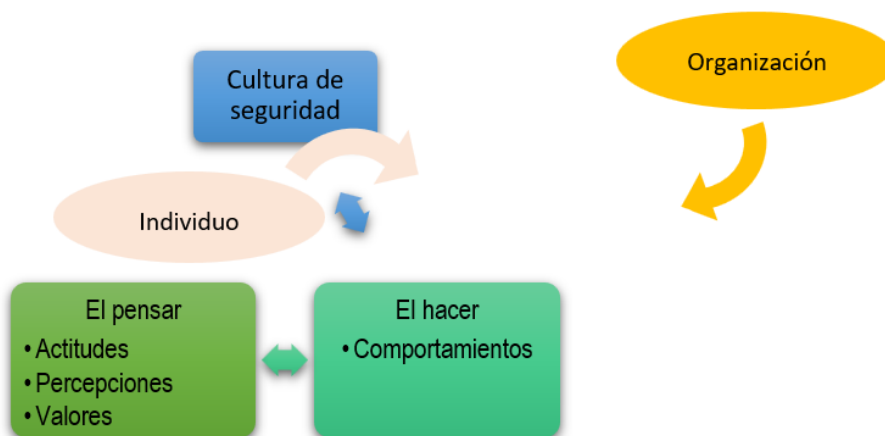 Cultura de
seguridad
Organización
Individuo
El pensar
• Actitudes
• Percepciones
• Valores
El hacer
• Comportamientos